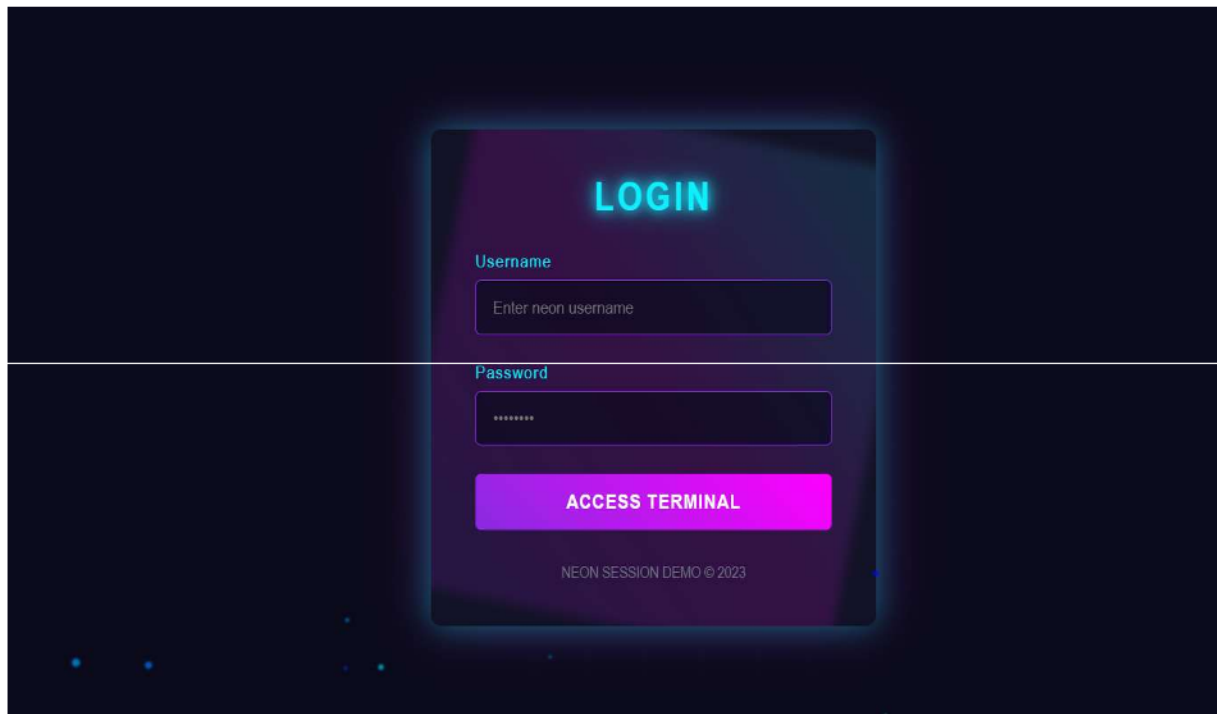 LOGIN
Username
Enter neon username
Password
••••••••
ACCESS TERMINAL
NEON SESSION DEMO © 2023